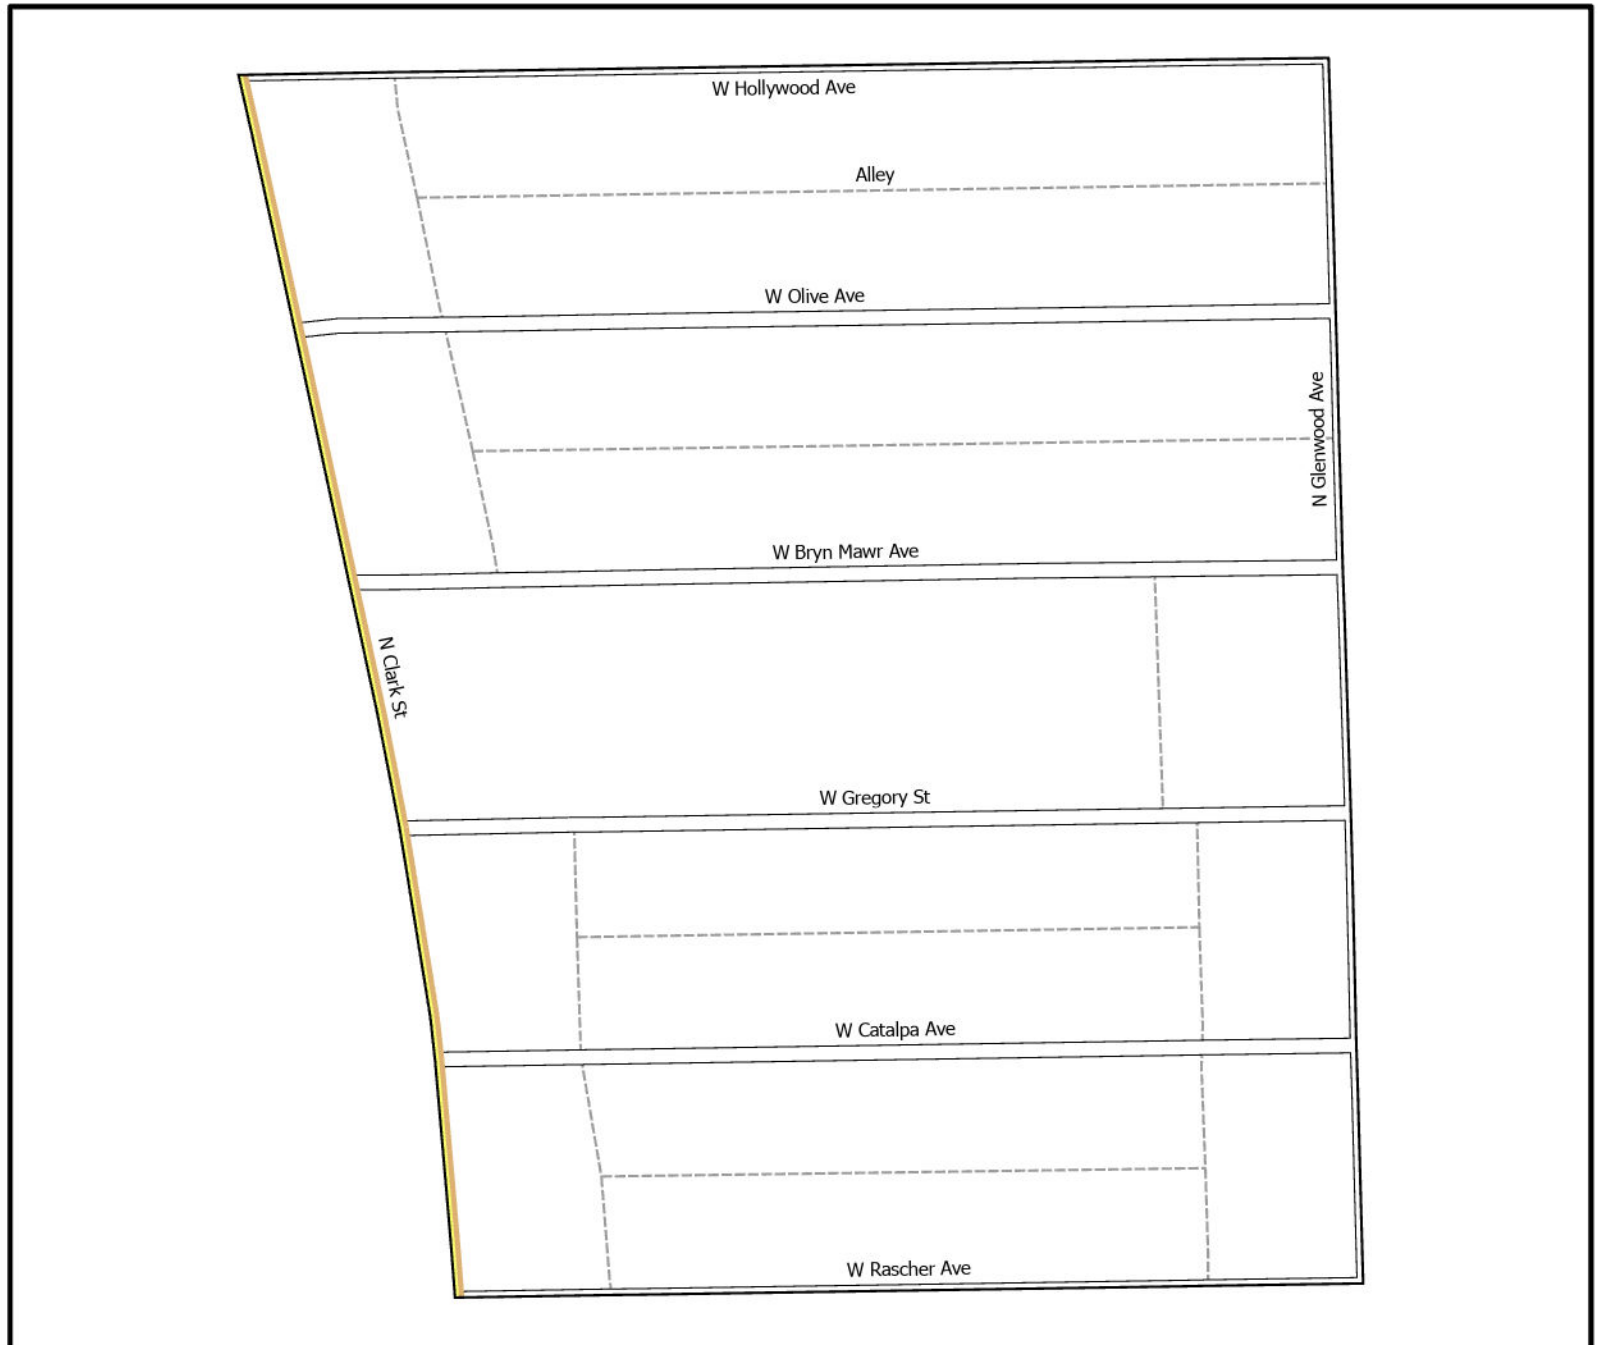 W Hollywood Ave
Alley
W Olive Ave
N Glenwood Ave
W Bryn Mawr Ave
N Clark St
W Gregory St
W Catalpa Ave
W Rascher Ave